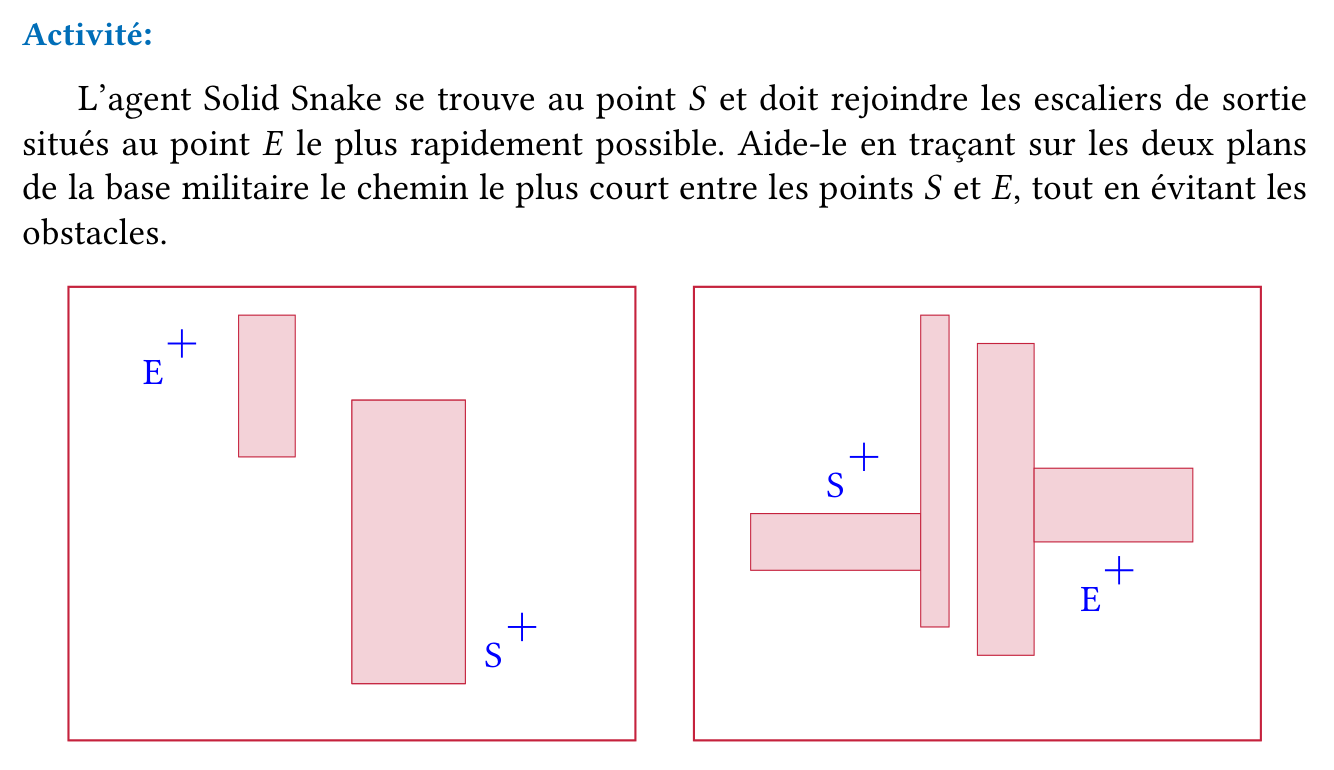 Activité:
L'agent Solid Snake se trouve au point S et doit rejoindre les escaliers de sortie
situés au point E le plus rapidement possible. Aide-le en traçant sur les deux plans
de la base militaire le chemin le plus court entre les points S et E, tout en évitant les
obstacles.
E
S
S
E